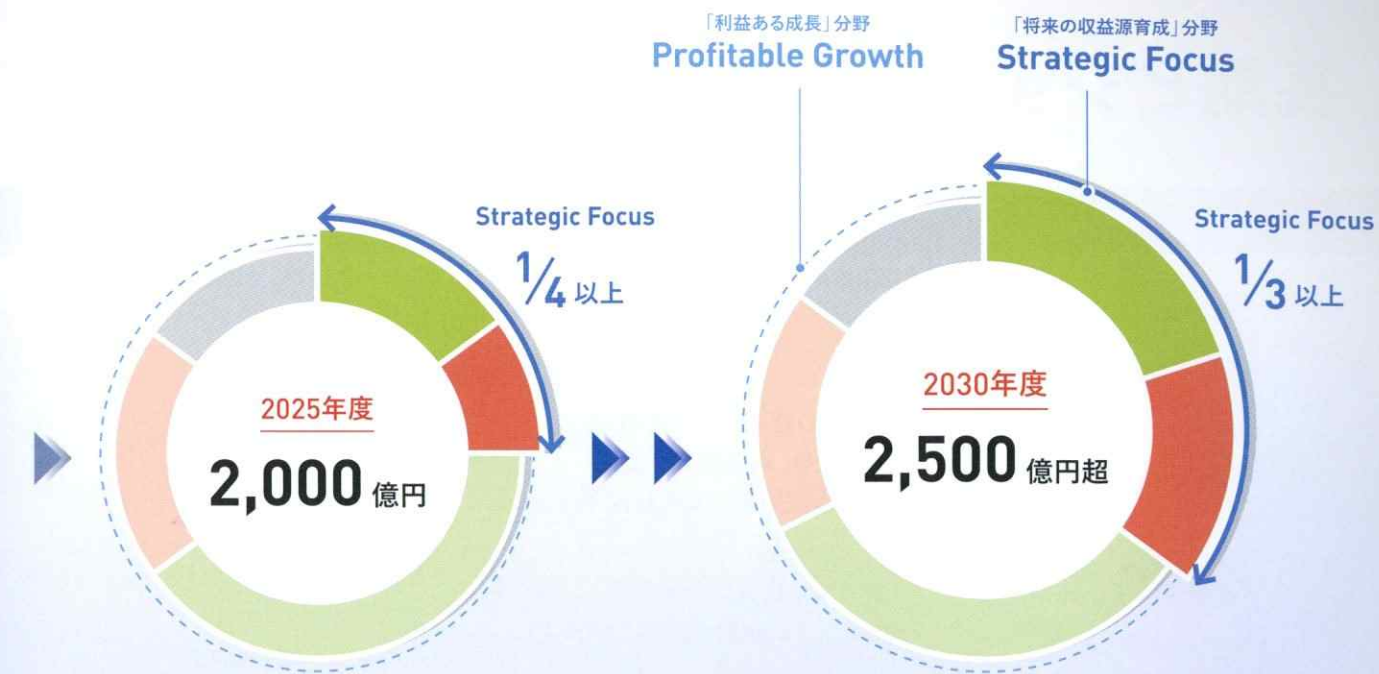 「利益ある成長」分野
Profitable Growth
「将来の収益源育成」分野
Strategic Focus
Strategic Focus
1/4 以上
2025年度
2,000 億円
Strategic Focus
1/3 以上
2030年度
2,500 億円超